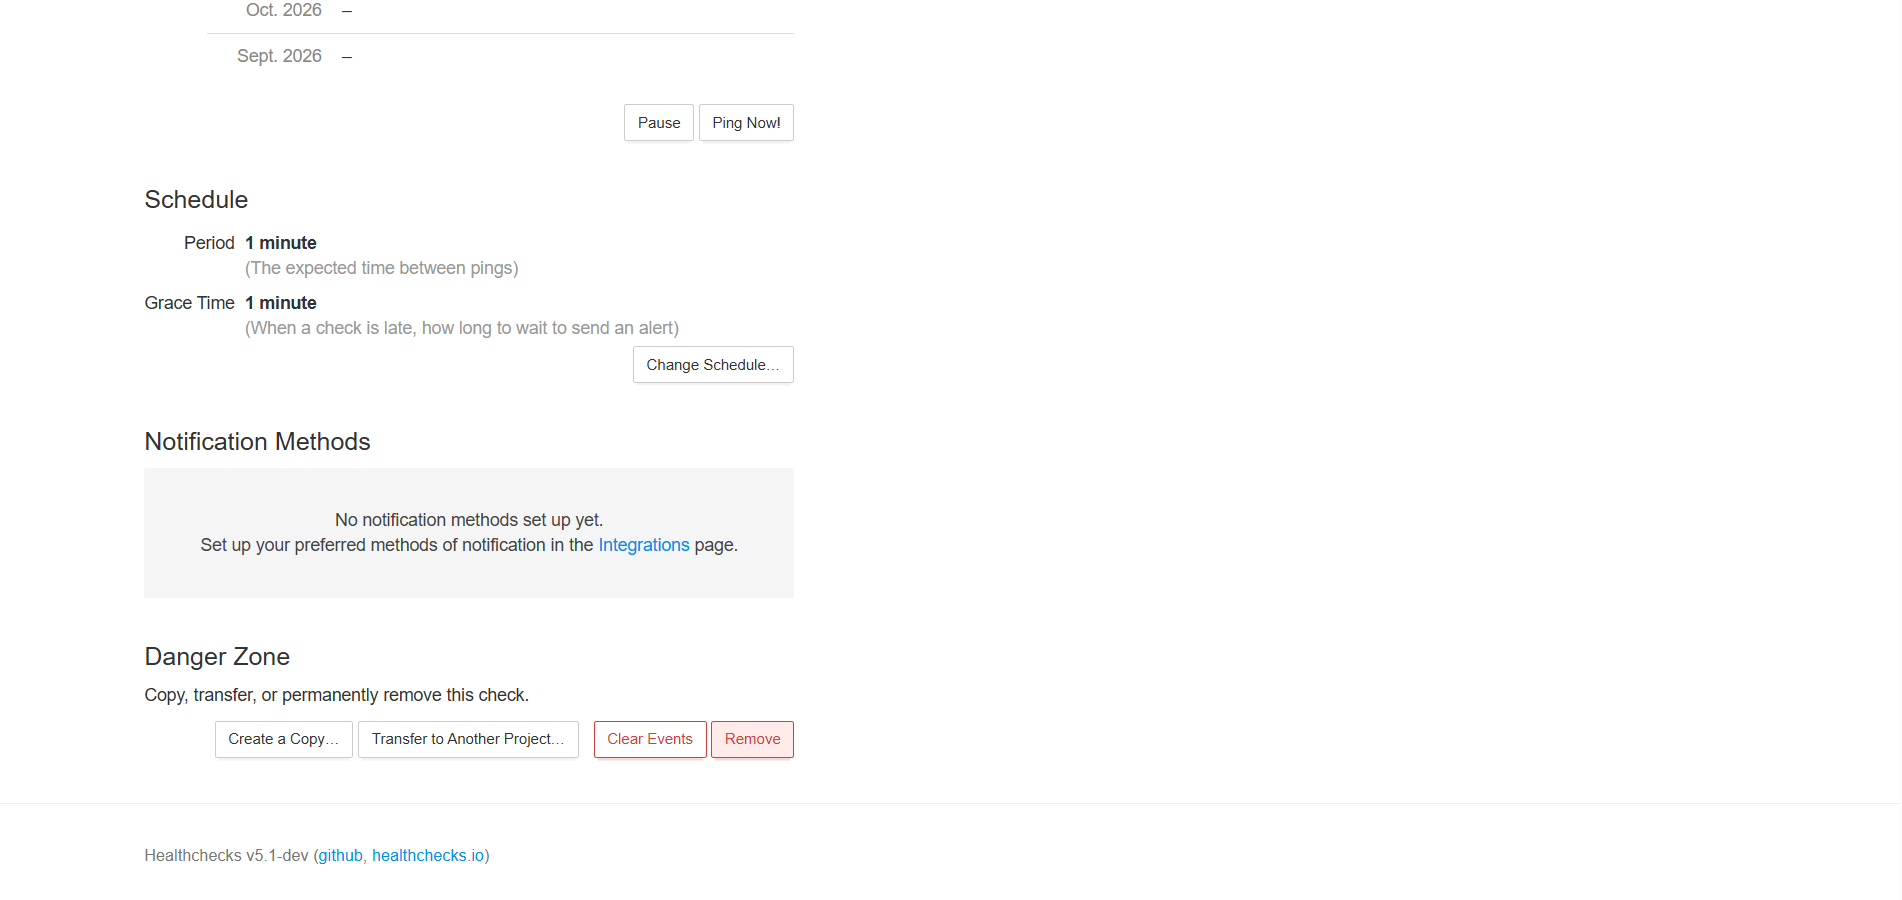 Oct. 2026 –
Sept. 2026 –
Pause Ping Now!
Schedule
Period 1 minute
(The expected time between pings)
Grace Time 1 minute
(When a check is late, how long to wait to send an alert)
Change Schedule…
Notification Methods
No notification methods set up yet.
Set up your preferred methods of notification in the Integrations page.
Danger Zone
Copy, transfer, or permanently remove this check.
Create a Copy… Transfer to Another Project… Clear Events Remove
Healthchecks v5.1-dev (github, healthchecks.io)